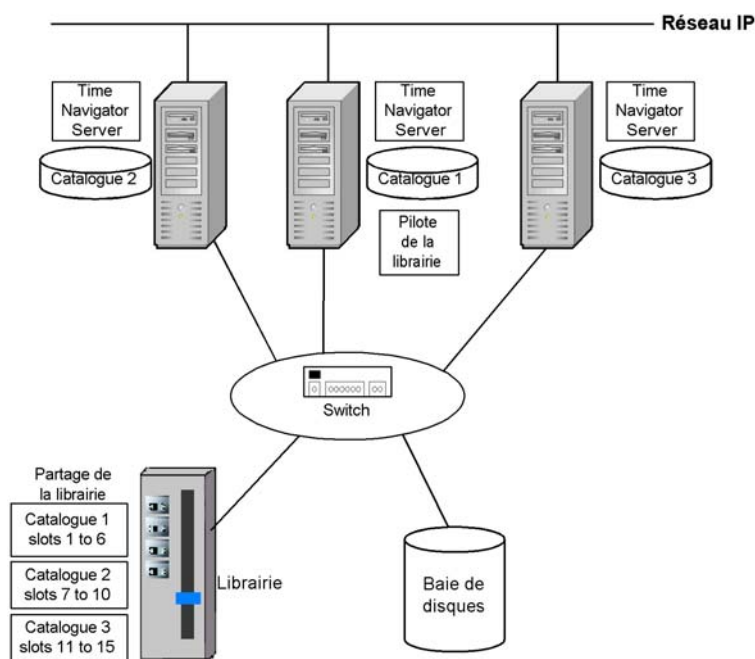 Réseau IP
Time
Navigator
Server
Catalogue 2
Time
Navigator
Server
Catalogue 1
Pilote
de la
librairie
Time
Navigator
Server
Catalogue 3
Switch
Partage de
la librairie
Catalogue 1
slots 1 to 6
Catalogue 2
slots 7 to 10
Catalogue 3
slots 11 to 15
Librairie
Baie de
disques